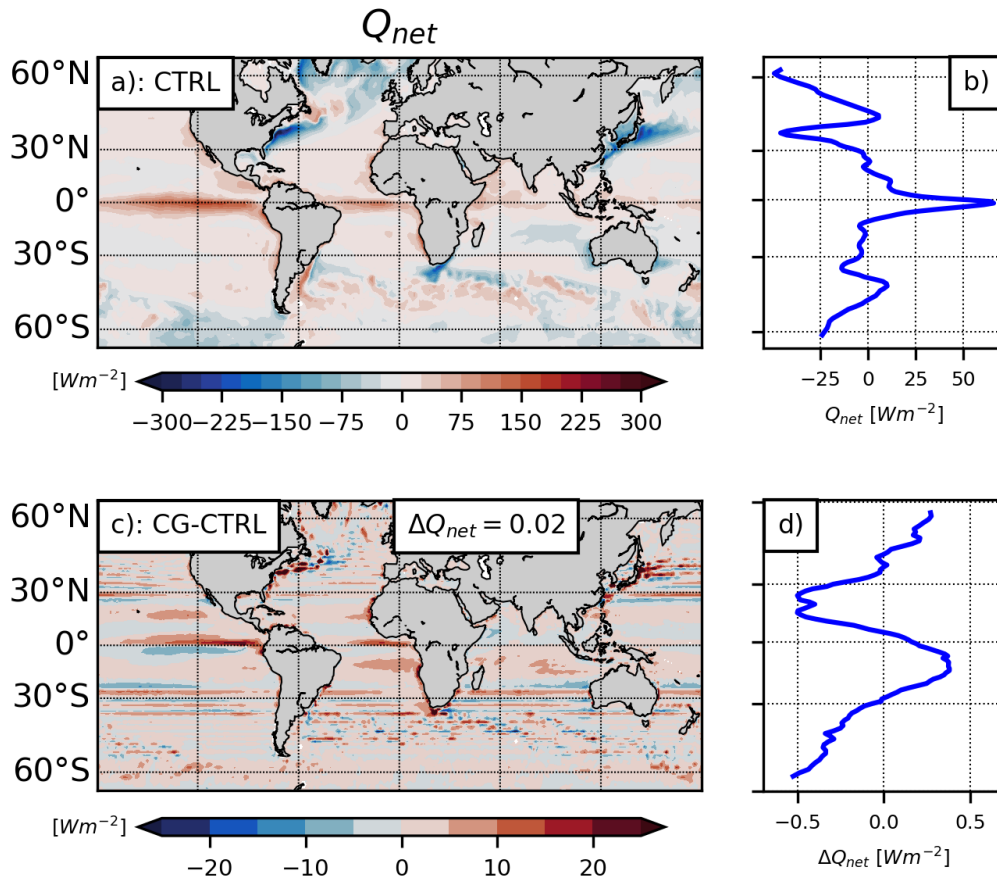 Q_net
a): CTRL
b)
60°N
30°N
0°
30°S
60°S
[Wm⁻²]
−300 −225 −150 −75 0 75 150 225 300
−25 0 25 50
Q_net [Wm⁻²]
c): CG-CTRL
ΔQ_net = 0.02
d)
60°N
30°N
0°
30°S
60°S
[Wm⁻²]
−20 −10 0 10 20
−0.5 0.0 0.5
ΔQ_net [Wm⁻²]